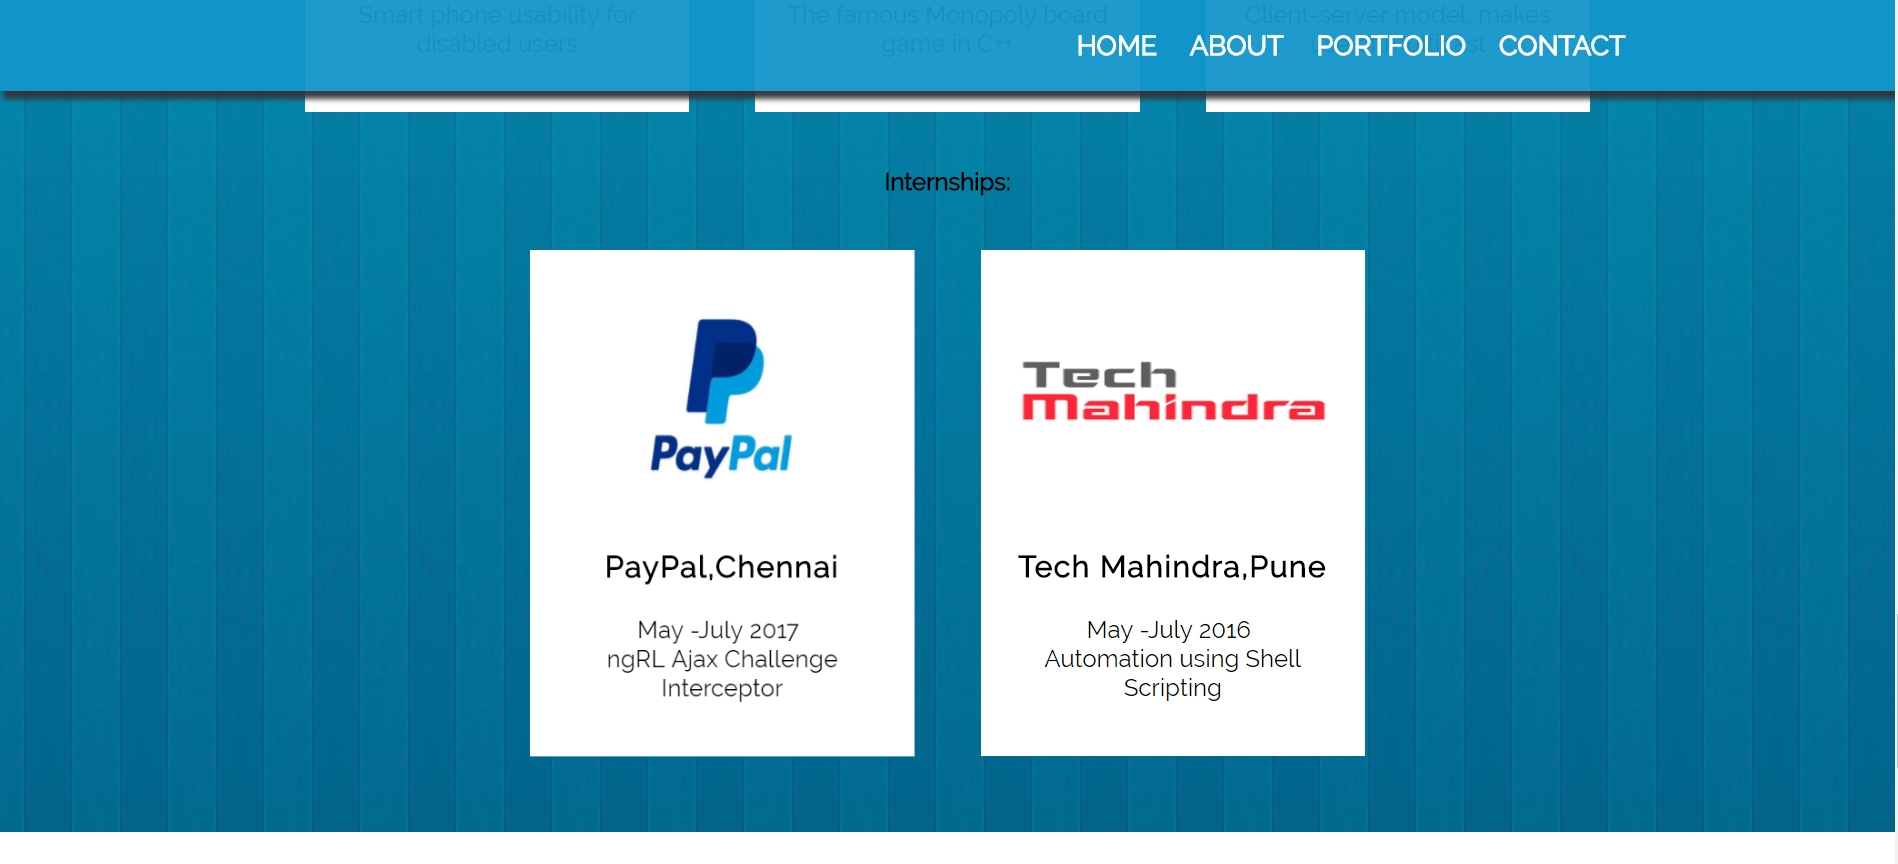 Smart phone usability for
disabled users
The famous Monopoly board
game in C++
Client-server model, makes
HOME ABOUT PORTFOLIO CONTACT
Internships:
PayPal
PayPal,Chennai
May -July 2017
ngRL Ajax Challenge
Interceptor
Tech
Mahindra
Tech Mahindra,Pune
May -July 2016
Automation using Shell
Scripting